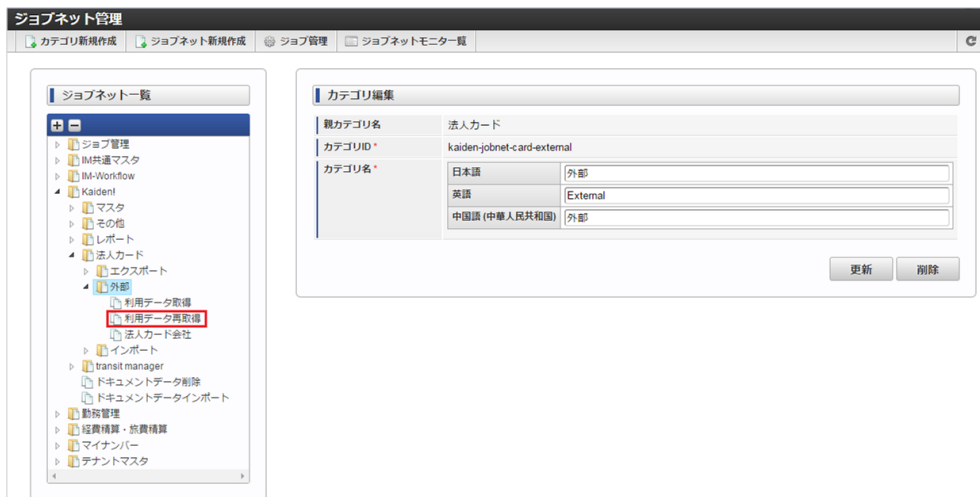 ジョブネット管理
カテゴリ新規作成 ジョブネット新規作成 ジョブ管理 ジョブネットモニタ一覧
ジョブネット一覧
ジョブ管理
IM共通マスタ
IM-Workflow
Kaiden!
マスタ
その他
レポート
法人カード
エクスポート
外部
利用データ取得
利用データ再取得
法人カード会社
インポート
transit manager
ドキュメントデータ削除
ドキュメントデータインポート
勤務管理
経費精算・旅費精算
マイナンバー
テナントマスタ
カテゴリ編集
親カテゴリ名 法人カード
カテゴリID * kaiden-jobnet-card-external
カテゴリ名 *
日本語 外部
英語 External
中国語 (中華人民共和国) 外部
更新 削除